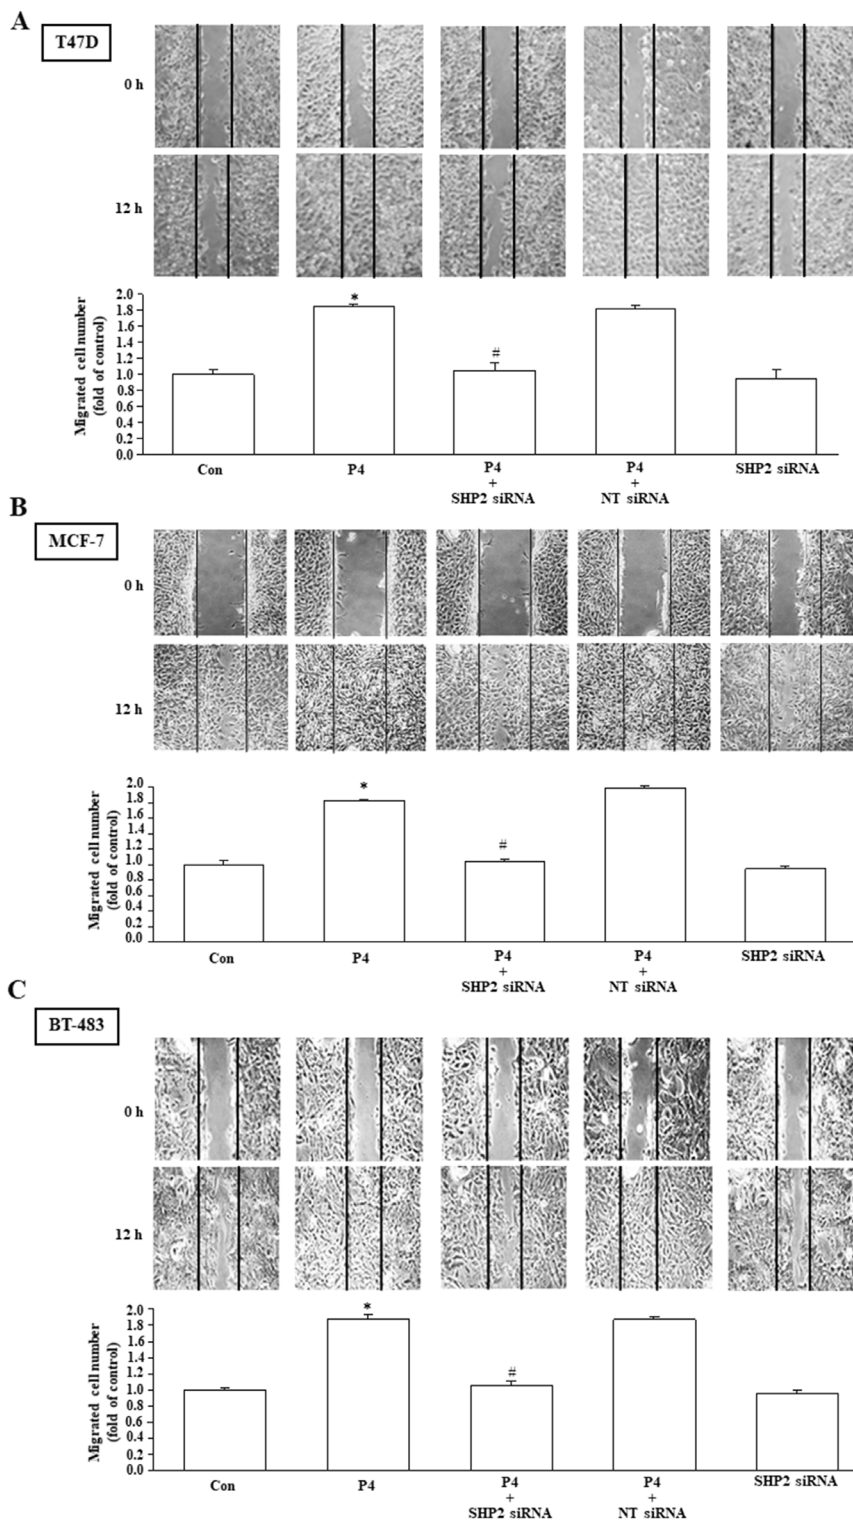 A
T47D
0 h
12 h
Migrated cell number
(fold of control)
2.0
1.8
1.6
1.4
1.2
1.0
0.8
0.6
0.4
0.2
0.0
*
#
Con
P4
P4
+
SHP2 siRNA
P4
+
NT siRNA
SHP2 siRNA
B
MCF-7
0 h
12 h
Migrated cell number
(fold of control)
2.0
1.8
1.6
1.4
1.2
1.0
0.8
0.6
0.4
0.2
0.0
*
#
Con
P4
P4
+
SHP2 siRNA
P4
+
NT siRNA
SHP2 siRNA
C
BT-483
0 h
12 h
Migrated cell number
(fold of control)
2.0
1.8
1.6
1.4
1.2
1.0
0.8
0.6
0.4
0.2
0.0
*
#
Con
P4
P4
+
SHP2 siRNA
P4
+
NT siRNA
SHP2 siRNA